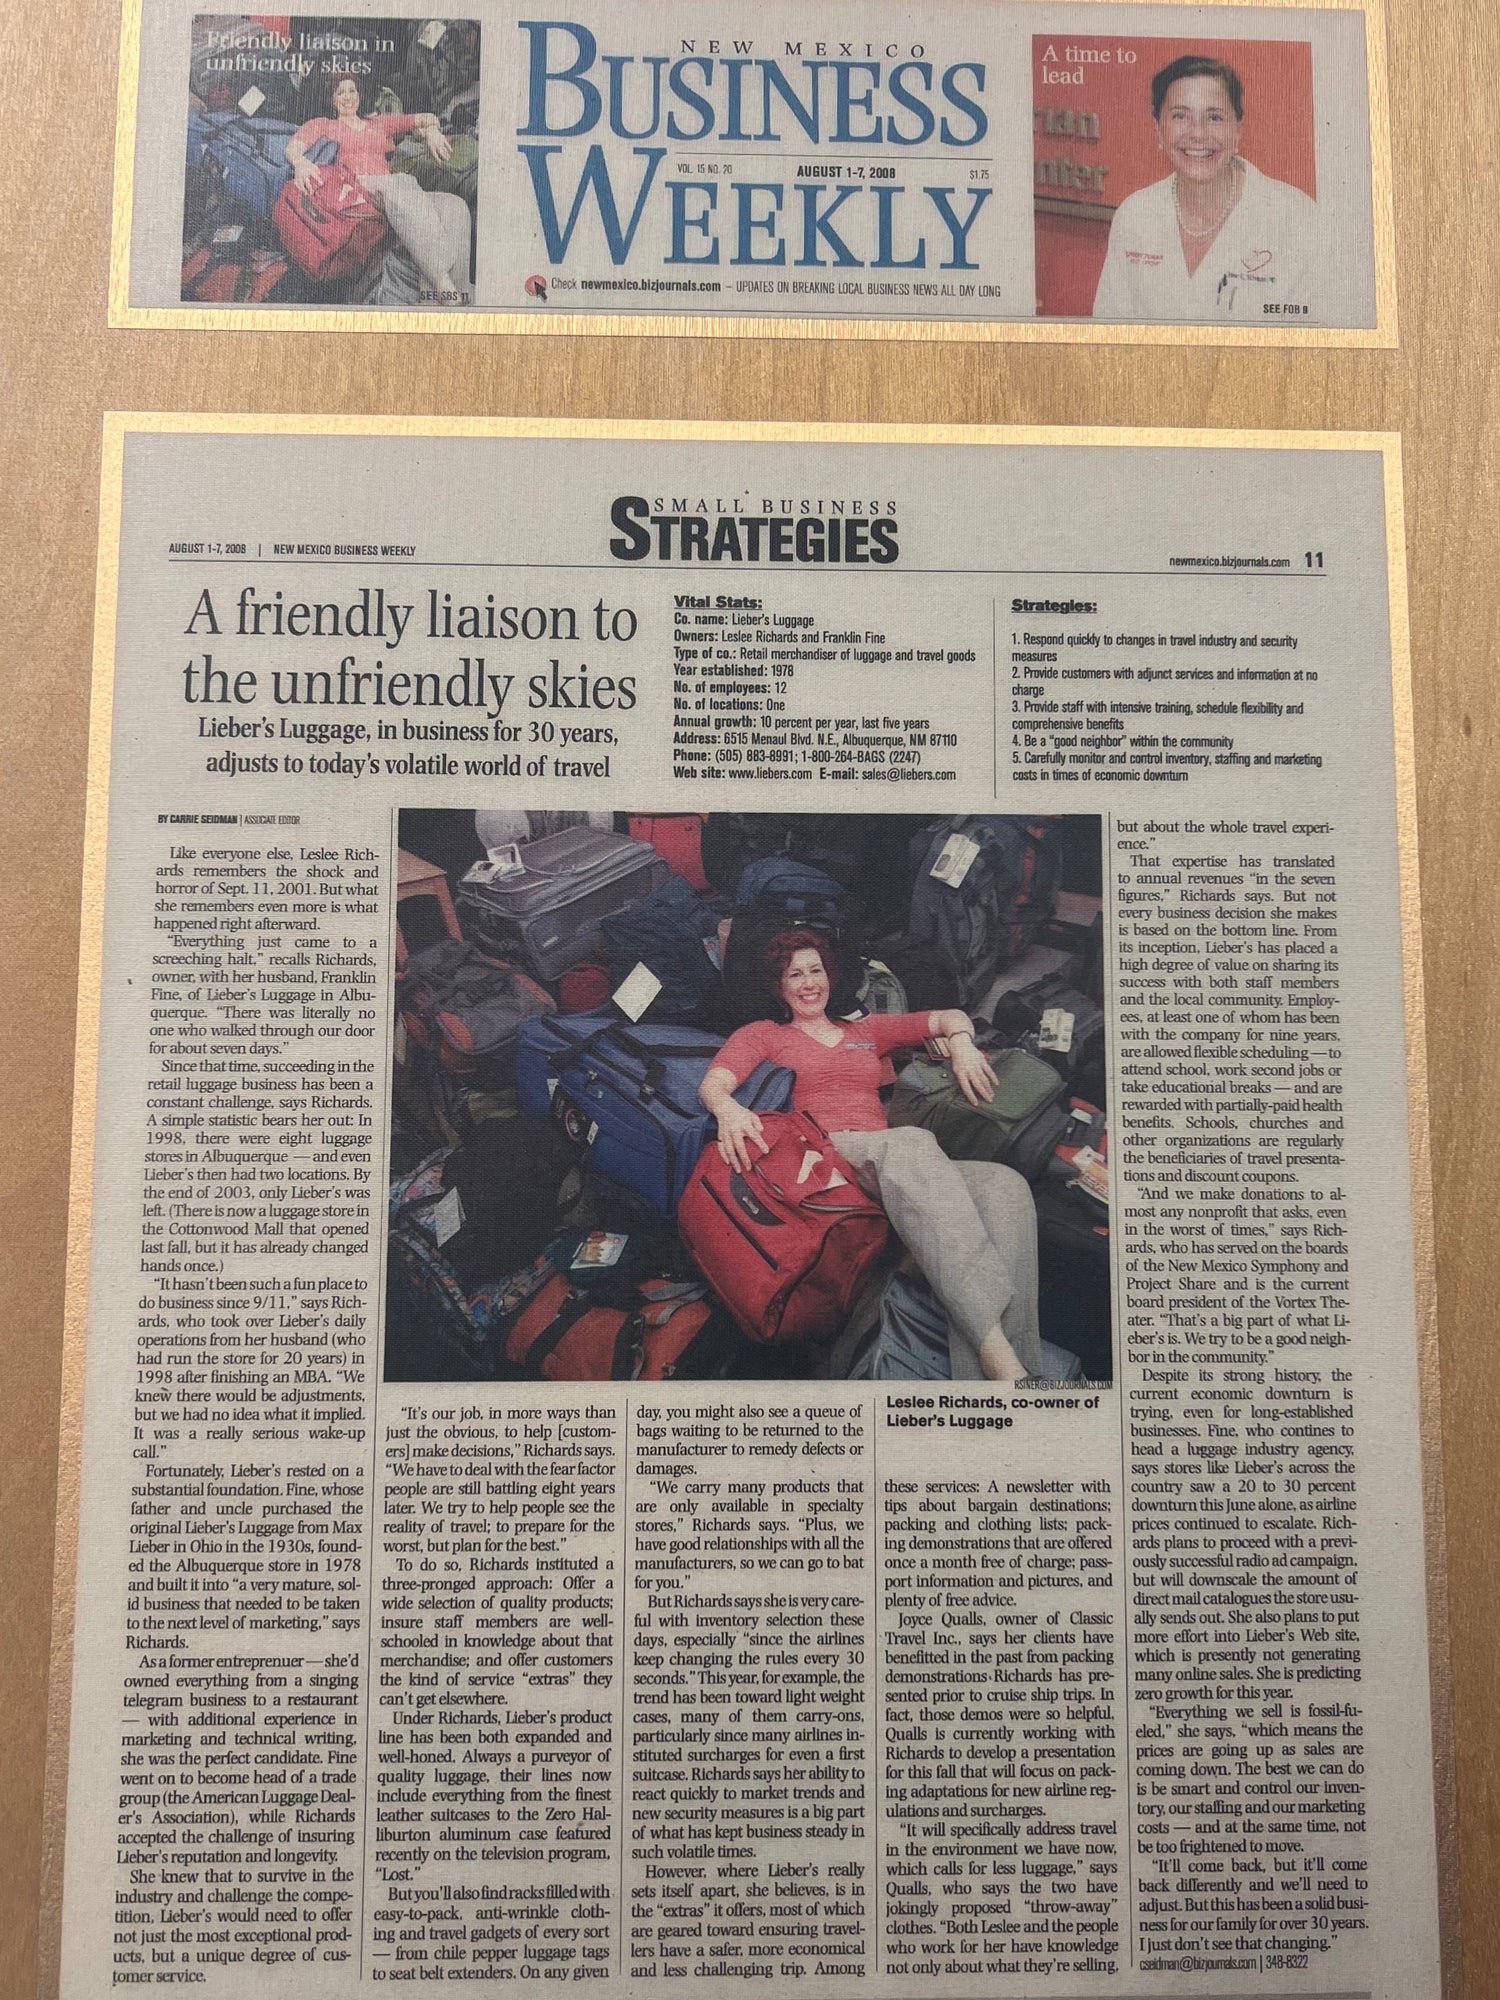 Friendly liaison in
unfriendly skies
SEE SBS 11
NEW MEXICO
BUSINESS
WEEKLY
VOL. 15 NO. 20
AUGUST 1-7, 2008
$1.75
Check newmexico.bizjournals.com – UPDATES ON BREAKING LOCAL BUSINESS NEWS ALL DAY LONG
A time to
lead
SEE FOB 9
SMALL BUSINESS
STRATEGIES
AUGUST 1-7, 2008 | NEW MEXICO BUSINESS WEEKLY
newmexico.bizjournals.com 11
A friendly liaison to
the unfriendly skies
Lieber's Luggage, in business for 30 years,
adjusts to today's volatile world of travel
Vital Stats:
Co. name: Lieber's Luggage
Owners: Leslee Richards and Franklin Fine
Type of co.: Retail merchandiser of luggage and travel goods
Year established: 1978
No. of employees: 12
No. of locations: One
Annual growth: 10 percent per year, last five years
Address: 6515 Menaul Blvd. N.E., Albuquerque, NM 87110
Phone: (505) 883-8991; 1-800-264-BAGS (2247)
Web site: www.liebers.com E-mail: sales@liebers.com
Strategies:
1. Respond quickly to changes in travel industry and security
measures
2. Provide customers with adjunct services and information at no
charge
3. Provide staff with intensive training, schedule flexibility and
comprehensive benefits
4. Be a "good neighbor" within the community
5. Carefully monitor and control inventory, staffing and marketing
costs in times of economic downturn
BY CARRIE SEIDMAN | ASSOCIATE EDITOR
Like everyone else, Leslee Rich-
ards remembers the shock and
horror of Sept. 11, 2001. But what
she remembers even more is what
happened right afterward.
"Everything just came to a
screeching halt," recalls Richards,
owner, with her husband, Franklin
Fine, of Lieber's Luggage in Albu-
querque. "There was literally no
one who walked through our door
for about seven days."
Since that time, succeeding in the
retail luggage business has been a
constant challenge, says Richards.
A simple statistic bears her out: In
1998, there were eight luggage
stores in Albuquerque — and even
Lieber's then had two locations. By
the end of 2003, only Lieber's was
left. (There is now a luggage store in
the Cottonwood Mall that opened
last fall, but it has already changed
hands once.)
"It hasn't been such a fun place to
do business since 9/11," says Rich-
ards, who took over Lieber's daily
operations from her husband (who
had run the store for 20 years) in
1998 after finishing an MBA. "We
knew there would be adjustments,
but we had no idea what it implied.
It was a really serious wake-up
call."
Fortunately, Lieber's rested on a
substantial foundation. Fine, whose
father and uncle purchased the
original Lieber's Luggage from Max
Lieber in Ohio in the 1930s, found-
ed the Albuquerque store in 1978
and built it into "a very mature, sol-
id business that needed to be taken
to the next level of marketing," says
Richards.
As a former entreprenuer — she'd
owned everything from a singing
telegram business to a restaurant
— with additional experience in
marketing and technical writing,
she was the perfect candidate. Fine
went on to become head of a trade
group (the American Luggage Deal-
er's Association), while Richards
accepted the challenge of insuring
Lieber's reputation and longevity.
She knew that to survive in the
industry and challenge the compe-
tition, Lieber's would need to offer
not just the most exceptional prod-
ucts, but a unique degree of cus-
tomer service.
RSINER@BIZJOURNALS.COM
Leslee Richards, co-owner of
Lieber's Luggage
"It's our job, in more ways than
just the obvious, to help [custom-
ers] make decisions," Richards says.
"We have to deal with the fear factor
people are still battling eight years
later. We try to help people see the
reality of travel; to prepare for the
worst, but plan for the best."
To do so, Richards instituted a
three-pronged approach: Offer a
wide selection of quality products;
insure staff members are well-
schooled in knowledge about that
merchandise; and offer customers
the kind of service "extras" they
can't get elsewhere.
Under Richards, Lieber's product
line has been both expanded and
well-honed. Always a purveyor of
quality luggage, their lines now
include everything from the finest
leather suitcases to the Zero Hal-
liburton aluminum case featured
recently on the television program,
"Lost."
But you'll also find racks filled with
easy-to-pack, anti-wrinkle cloth-
ing and travel gadgets of every sort
— from chile pepper luggage tags
to seat belt extenders. On any given
day, you might also see a queue of
bags waiting to be returned to the
manufacturer to remedy defects or
damages.
"We carry many products that
are only available in specialty
stores," Richards says. "Plus, we
have good relationships with all the
manufacturers, so we can go to bat
for you."
But Richards says she is very care-
ful with inventory selection these
days, especially "since the airlines
keep changing the rules every 30
seconds." This year, for example, the
trend has been toward light weight
cases, many of them carry-ons,
particularly since many airlines in-
stituted surcharges for even a first
suitcase. Richards says her ability to
react quickly to market trends and
new security measures is a big part
of what has kept business steady in
such volatile times.
However, where Lieber's really
sets itself apart, she believes, is in
the "extras" it offers, most of which
are geared toward ensuring travel-
lers have a safer, more economical
and less challenging trip. Among
these services: A newsletter with
tips about bargain destinations;
packing and clothing lists; pack-
ing demonstrations that are offered
once a month free of charge; pass-
port information and pictures, and
plenty of free advice.
Joyce Qualls, owner of Classic
Travel Inc., says her clients have
benefitted in the past from packing
demonstrations Richards has pre-
sented prior to cruise ship trips. In
fact, those demos were so helpful,
Qualls is currently working with
Richards to develop a presentation
for this fall that will focus on pack-
ing adaptations for new airline reg-
ulations and surcharges.
"It will specifically address travel
in the environment we have now,
which calls for less luggage," says
Qualls, who says the two have
jokingly proposed "throw-away"
clothes. "Both Leslee and the people
who work for her have knowledge
not only about what they're selling,
but about the whole travel experi-
ence."
That expertise has translated
to annual revenues "in the seven
figures," Richards says. But not
every business decision she makes
is based on the bottom line. From
its inception, Lieber's has placed a
high degree of value on sharing its
success with both staff members
and the local community. Employ-
ees, at least one of whom has been
with the company for nine years,
are allowed flexible scheduling — to
attend school, work second jobs or
take educational breaks — and are
rewarded with partially-paid health
benefits. Schools, churches and
other organizations are regularly
the beneficiaries of travel presenta-
tions and discount coupons.
"And we make donations to al-
most any nonprofit that asks, even
in the worst of times," says Rich-
ards, who has served on the boards
of the New Mexico Symphony and
Project Share and is the current
board president of the Vortex The-
ater. "That's a big part of what Li-
eber's is. We try to be a good neigh-
bor in the community."
Despite its strong history, the
current economic downturn is
trying, even for long-established
businesses. Fine, who contines to
head a luggage industry agency,
says stores like Lieber's across the
country saw a 20 to 30 percent
downturn this June alone, as airline
prices continued to escalate. Rich-
ards plans to proceed with a previ-
ously successful radio ad campaign,
but will downscale the amount of
direct mail catalogues the store usu-
ally sends out. She also plans to put
more effort into Lieber's Web site,
which is presently not generating
many online sales. She is predicting
zero growth for this year.
"Everything we sell is fossil-fu-
eled," she says, "which means the
prices are going up as sales are
coming down. The best we can do
is be smart and control our inven-
tory, our staffing and our marketing
costs — and at the same time, not
be too frightened to move.
"It'll come back, but it'll come
back differently and we'll need to
adjust. But this has been a solid busi-
ness for our family for over 30 years.
I just don't see that changing."
cseidman@bizjournals.com | 348-8322